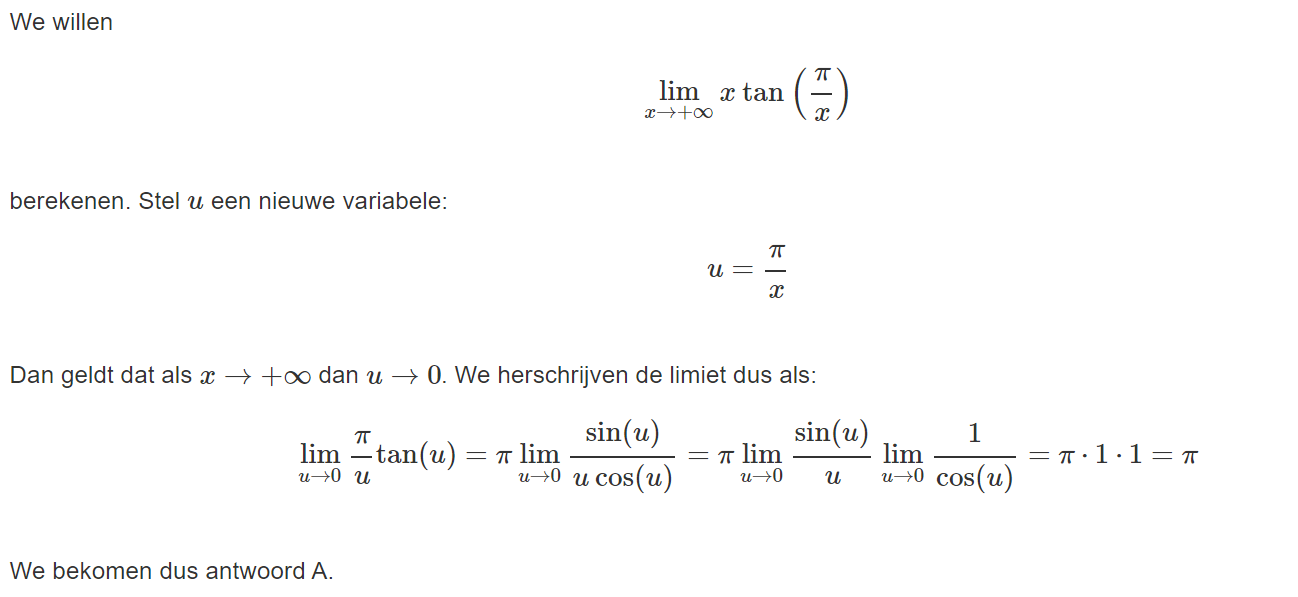 We willen
$$\lim_{x \to +\infty} x \tan\left(\frac{\pi}{x}\right)$$
berekenen. Stel $u$ een nieuwe variabele:
$$u = \frac{\pi}{x}$$
Dan geldt dat als $x \to +\infty$ dan $u \to 0$. We herschrijven de limiet dus als:
$$\lim_{u \to 0} \frac{\pi}{u} \tan(u) = \pi \lim_{u \to 0} \frac{\sin(u)}{u \cos(u)} = \pi \lim_{u \to 0} \frac{\sin(u)}{u} \lim_{u \to 0} \frac{1}{\cos(u)} = \pi \cdot 1 \cdot 1 = \pi$$
We bekomen dus antwoord A.